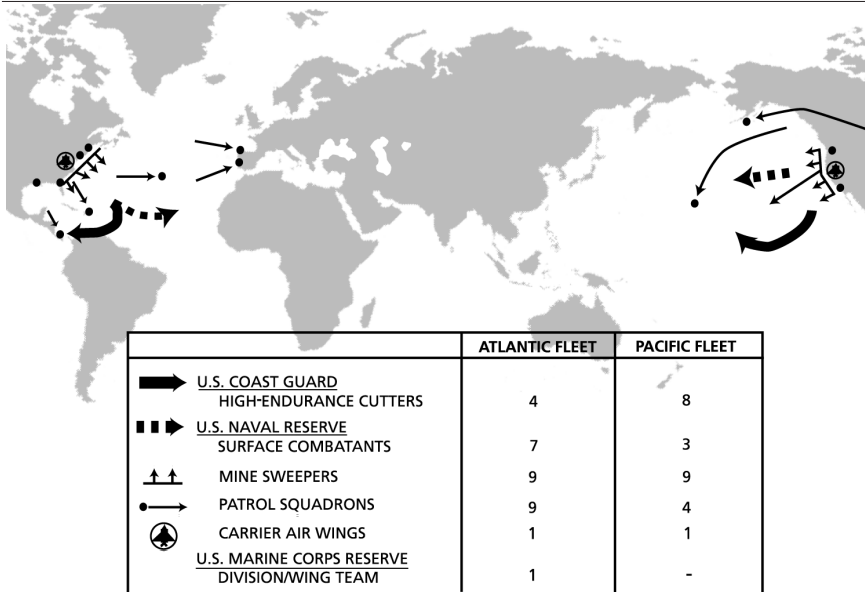 ATLANTIC FLEET PACIFIC FLEET
U.S. COAST GUARD
HIGH-ENDURANCE CUTTERS 4 8
U.S. NAVAL RESERVE
SURFACE COMBATANTS 7 3
MINE SWEEPERS 9 9
PATROL SQUADRONS 9 4
CARRIER AIR WINGS 1 1
U.S. MARINE CORPS RESERVE
DIVISION/WING TEAM 1 -